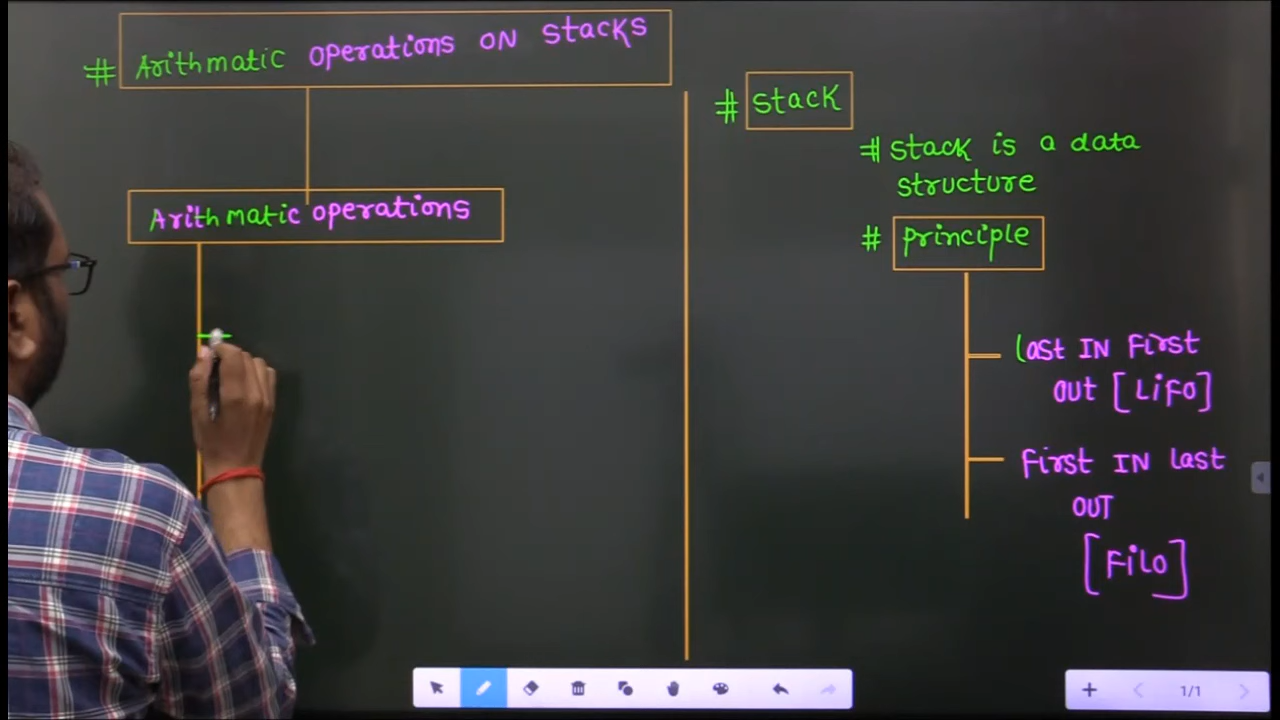 # Arithmatic operations ON Stacks
Arithmatic operations
# Stack
# Stack is a data
structure
# principle
Last IN First
OUT [LiFO]
First IN Last
OUT
[FiLO]
1/1